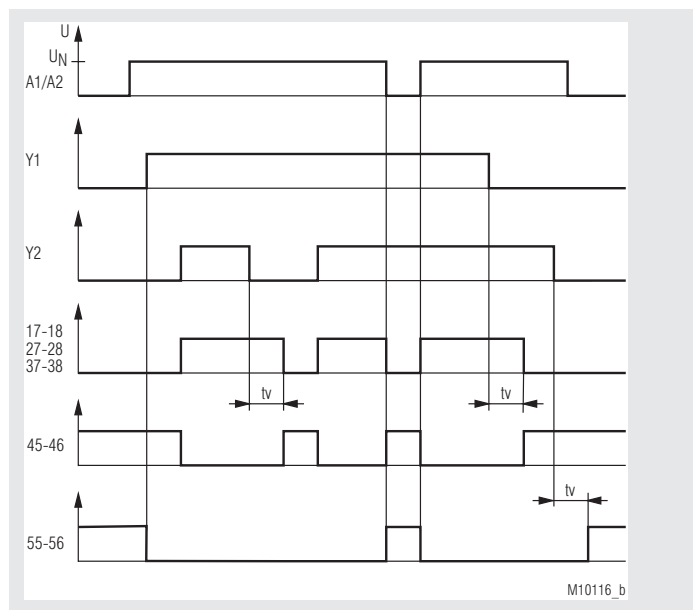 U
UN
A1/A2
Y1
Y2
17-18
27-28
37-38
tv
tv
45-46
tv
55-56
M10116_b